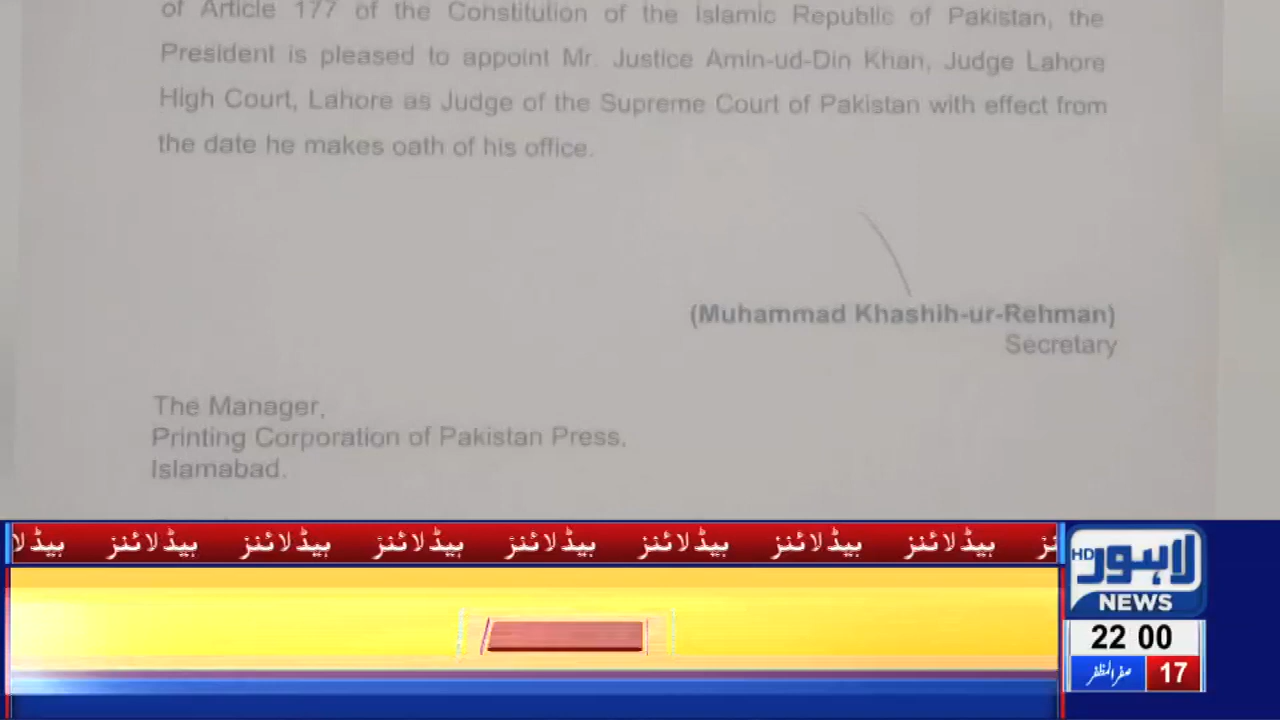 of Article 177 of the Constitution of the Islamic Republic of Pakistan, the
President is pleased to appoint Mr. Justice Amin-ud-Din Khan, Judge Lahore
High Court, Lahore as Judge of the Supreme Court of Pakistan with effect from
the date he makes oath of his office.
(Muhammad Khashih-ur-Rehman)
Secretary
The Manager,
Printing Corporation of Pakistan Press,
Islamabad.
ہیڈلائنز ہیڈلائنز ہیڈلائنز ہیڈلائنز ہیڈلائنز ہیڈلائنز ہیڈلائنز
HD لاہور
NEWS
22 00
صفر المظفر 17